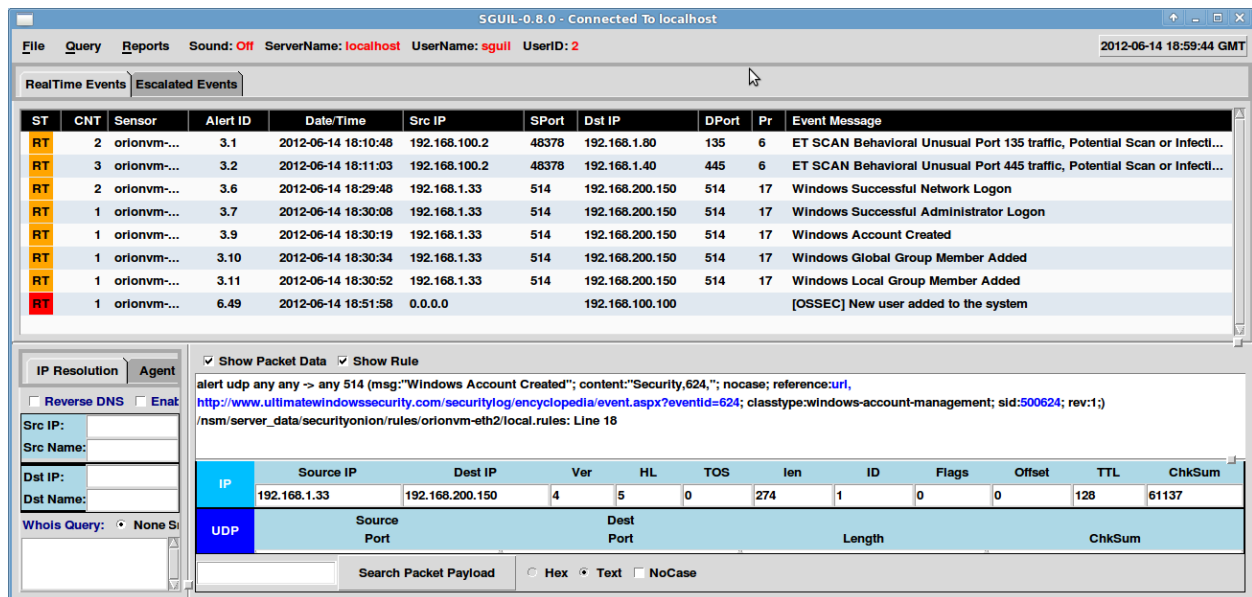 SGUIL-0.8.0 - Connected To localhost
File Query Reports Sound: Off ServerName: localhost UserName: sguil UserID: 2 2012-06-14 18:59:44 GMT
RealTime Events Escalated Events
ST CNT Sensor Alert ID Date/Time Src IP SPort Dst IP DPort Pr Event Message
RT 2 orionvm-... 3.1 2012-06-14 18:10:48 192.168.100.2 48378 192.168.1.80 135 6 ET SCAN Behavioral Unusual Port 135 traffic, Potential Scan or Infecti...
RT 3 orionvm-... 3.2 2012-06-14 18:11:03 192.168.100.2 48378 192.168.1.40 445 6 ET SCAN Behavioral Unusual Port 445 traffic, Potential Scan or Infecti...
RT 2 orionvm-... 3.6 2012-06-14 18:29:48 192.168.1.33 514 192.168.200.150 514 17 Windows Successful Network Logon
RT 1 orionvm-... 3.7 2012-06-14 18:30:08 192.168.1.33 514 192.168.200.150 514 17 Windows Successful Administrator Logon
RT 1 orionvm-... 3.9 2012-06-14 18:30:19 192.168.1.33 514 192.168.200.150 514 17 Windows Account Created
RT 1 orionvm-... 3.10 2012-06-14 18:30:34 192.168.1.33 514 192.168.200.150 514 17 Windows Global Group Member Added
RT 1 orionvm-... 3.11 2012-06-14 18:30:52 192.168.1.33 514 192.168.200.150 514 17 Windows Local Group Member Added
RT 1 orionvm-... 6.49 2012-06-14 18:51:58 0.0.0.0 192.168.100.100 [OSSEC] New user added to the system
IP Resolution Agent
Reverse DNS Enat
Src IP:
Src Name:
Dst IP:
Dst Name:
Whois Query: None Sr
Show Packet Data Show Rule
alert udp any any -> any 514 (msg:"Windows Account Created"; content:"Security,624,"; nocase; reference:url,
http://www.ultimatewindowssecurity.com/securitylog/encyclopedia/event.aspx?eventid=624; classtype:windows-account-management; sid:500624; rev:1;)
/nsm/server_data/securityonion/rules/orionvm-eth2/local.rules: Line 18
IP Source IP Dest IP Ver HL TOS len ID Flags Offset TTL ChkSum
192.168.1.33 192.168.200.150 4 5 0 274 1 0 0 128 61137
UDP Source Port Dest Port Length ChkSum
Search Packet Payload Hex Text NoCase